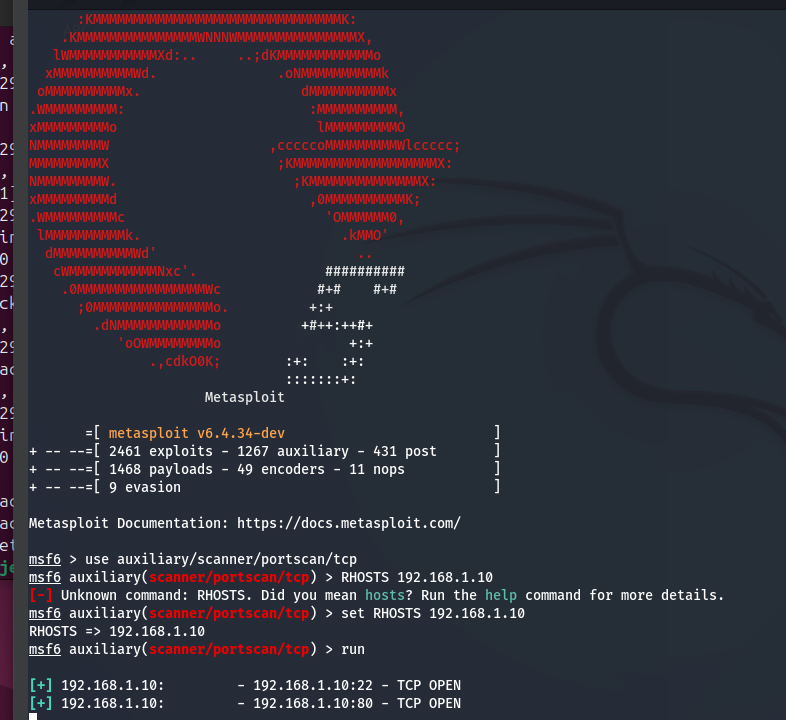 :KMMMMMMMMMMMMMMMMMMMMMMMMMMMMMMMK:
.KMMMMMMMMMMMMMMMWNNNWMMMMMMMMMMMMMMMX,
lWMMMMMMMMMMMXd:..     ..;dKMMMMMMMMMMMMo
xMMMMMMMMMMWd.               .oNMMMMMMMMMMk
oMMMMMMMMMMx.                    dMMMMMMMMMMx
.WMMMMMMMMM:                       :MMMMMMMMMM,
xMMMMMMMMMo                         lMMMMMMMMMO
NMMMMMMMMW                    ,cccccoMMMMMMMMMWlccccc;
MMMMMMMMMX                     ;KMMMMMMMMMMMMMMMMMMX:
NMMMMMMMMW.                      ;KMMMMMMMMMMMMMMX:
xMMMMMMMMMd                        ,0MMMMMMMMMMK;
.WMMMMMMMMMc                         'OMMMMMM0,
lMMMMMMMMMMk.                         .kMMO'
dMMMMMMMMMMWd'                         ..
cWMMMMMMMMMMMNxc'.                ##########
.0MMMMMMMMMMMMMMMMWc            #+#    #+#
;0MMMMMMMMMMMMMMMo.          +:+
.dNMMMMMMMMMMMMo          +#++:++#+
'oOWMMMMMMMMo                +:+
.,cdkO0K;        :+:    :+:
:::::::+:
Metasploit
=[ metasploit v6.4.34-dev                          ]
+ -- --=[ 2461 exploits - 1267 auxiliary - 431 post       ]
+ -- --=[ 1468 payloads - 49 encoders - 11 nops           ]
+ -- --=[ 9 evasion                                       ]
Metasploit Documentation: https://docs.metasploit.com/
msf6 > use auxiliary/scanner/portscan/tcp
msf6 auxiliary(scanner/portscan/tcp) > RHOSTS 192.168.1.10
[-] Unknown command: RHOSTS. Did you mean hosts? Run the help command for more details.
msf6 auxiliary(scanner/portscan/tcp) > set RHOSTS 192.168.1.10
RHOSTS => 192.168.1.10
msf6 auxiliary(scanner/portscan/tcp) > run
[+] 192.168.1.10:         - 192.168.1.10:22 - TCP OPEN
[+] 192.168.1.10:         - 192.168.1.10:80 - TCP OPEN